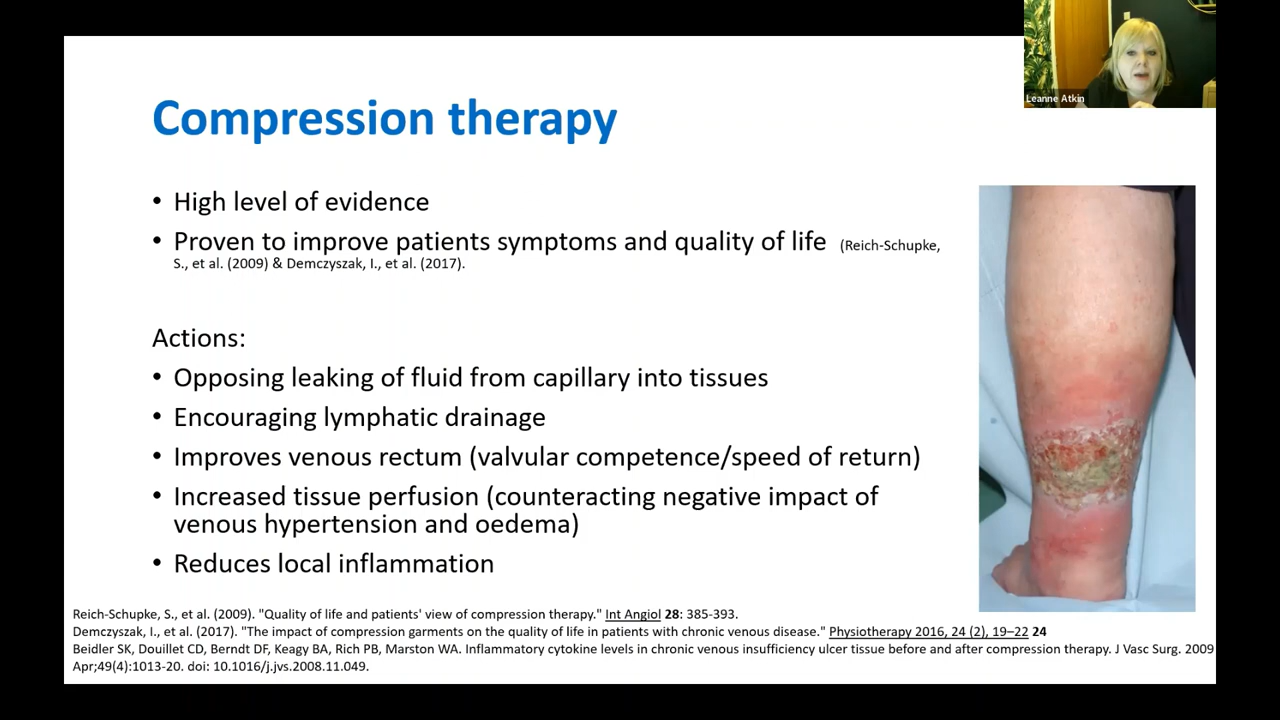 Leanne Atkin
Compression therapy
• High level of evidence
• Proven to improve patients symptoms and quality of life (Reich-Schupke,
S., et al. (2009) & Demczyszak, I., et al. (2017).
Actions:
• Opposing leaking of fluid from capillary into tissues
• Encouraging lymphatic drainage
• Improves venous rectum (valvular competence/speed of return)
• Increased tissue perfusion (counteracting negative impact of
venous hypertension and oedema)
• Reduces local inflammation
Reich-Schupke, S., et al. (2009). "Quality of life and patients' view of compression therapy." Int Angiol 28: 385-393.
Demczyszak, I., et al. (2017). "The impact of compression garments on the quality of life in patients with chronic venous disease." Physiotherapy 2016, 24 (2), 19–22 24
Beidler SK, Douillet CD, Berndt DF, Keagy BA, Rich PB, Marston WA. Inflammatory cytokine levels in chronic venous insufficiency ulcer tissue before and after compression therapy. J Vasc Surg. 2009
Apr;49(4):1013-20. doi: 10.1016/j.jvs.2008.11.049.